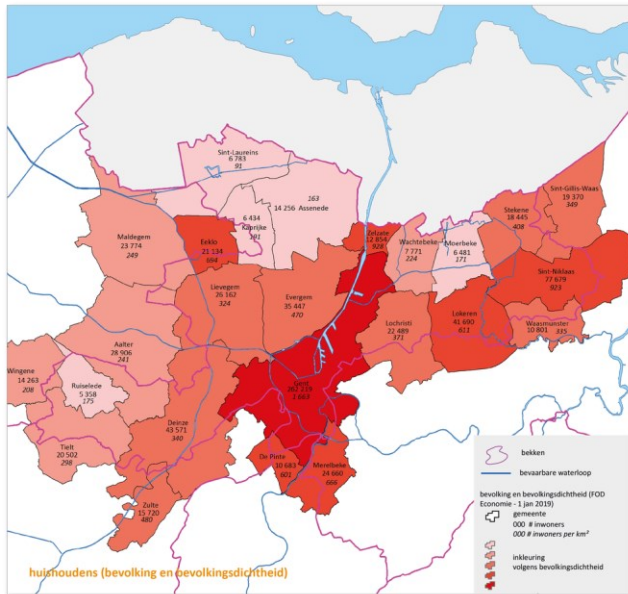 Sint-Laureins
6 783
91
163
14 256 Assenede
6 434
Kaprijke
191
Maldegem
23 774
249
Eeklo
21 134
694
Zelzate
12 854
928
Wachtebeke
7 771
224
Moerbeke
6 481
171
Stekene
18 445
408
Sint-Gillis-Waas
19 370
349
Sint-Niklaas
77 679
923
Lievegem
26 162
324
Evergem
35 447
470
Lochristi
22 489
371
Lokeren
41 690
611
Waasmunster
10 801 335
Aalter
28 906
241
Wingene
14 263
208
Ruiselede
5 358
175
Tielt
20 502
298
Deinze
43 571
340
Gent
1 663
De Pinte
10 683
601
Merelbeke
24 660
666
Zulte
15 720
480
bekken
bevaarbare waterloop
bevolking en bevolkingsdichtheid (FOD
Economie - 1 jan 2019)
gemeente
000 # inwoners
000 # inwoners per km²
inkleuring
volgens bevolkingsdichtheid
huishoudens (bevolking en bevolkingsdichtheid)